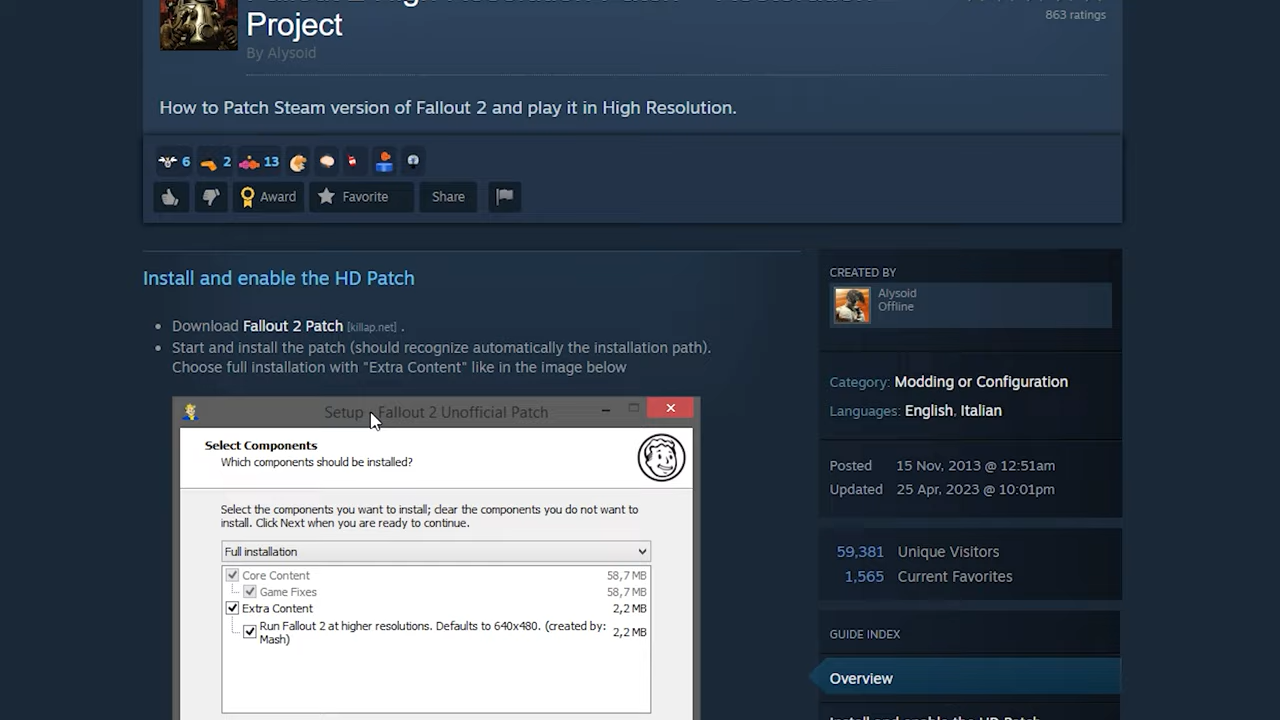 Project
863 ratings
By Alysoid
How to Patch Steam version of Fallout 2 and play it in High Resolution.
6 2 13
Award Favorite Share
Install and enable the HD Patch
Download Fallout 2 Patch [killap.net] .
Start and install the patch (should recognize automatically the installation path).
Choose full installation with "Extra Content" like in the image below
Setup - Fallout 2 Unofficial Patch
Select Components
Which components should be installed?
Select the components you want to install; clear the components you do not want to
install. Click Next when you are ready to continue.
Full installation
Core Content 58,7 MB
Game Fixes 58,7 MB
Extra Content 2,2 MB
Run Fallout 2 at higher resolutions. Defaults to 640x480. (created by: 2,2 MB
Mash)
CREATED BY
Alysoid
Offline
Category: Modding or Configuration
Languages: English, Italian
Posted 15 Nov, 2013 @ 12:51am
Updated 25 Apr, 2023 @ 10:01pm
59,381 Unique Visitors
1,565 Current Favorites
GUIDE INDEX
Overview
Install and enable the HD Patch